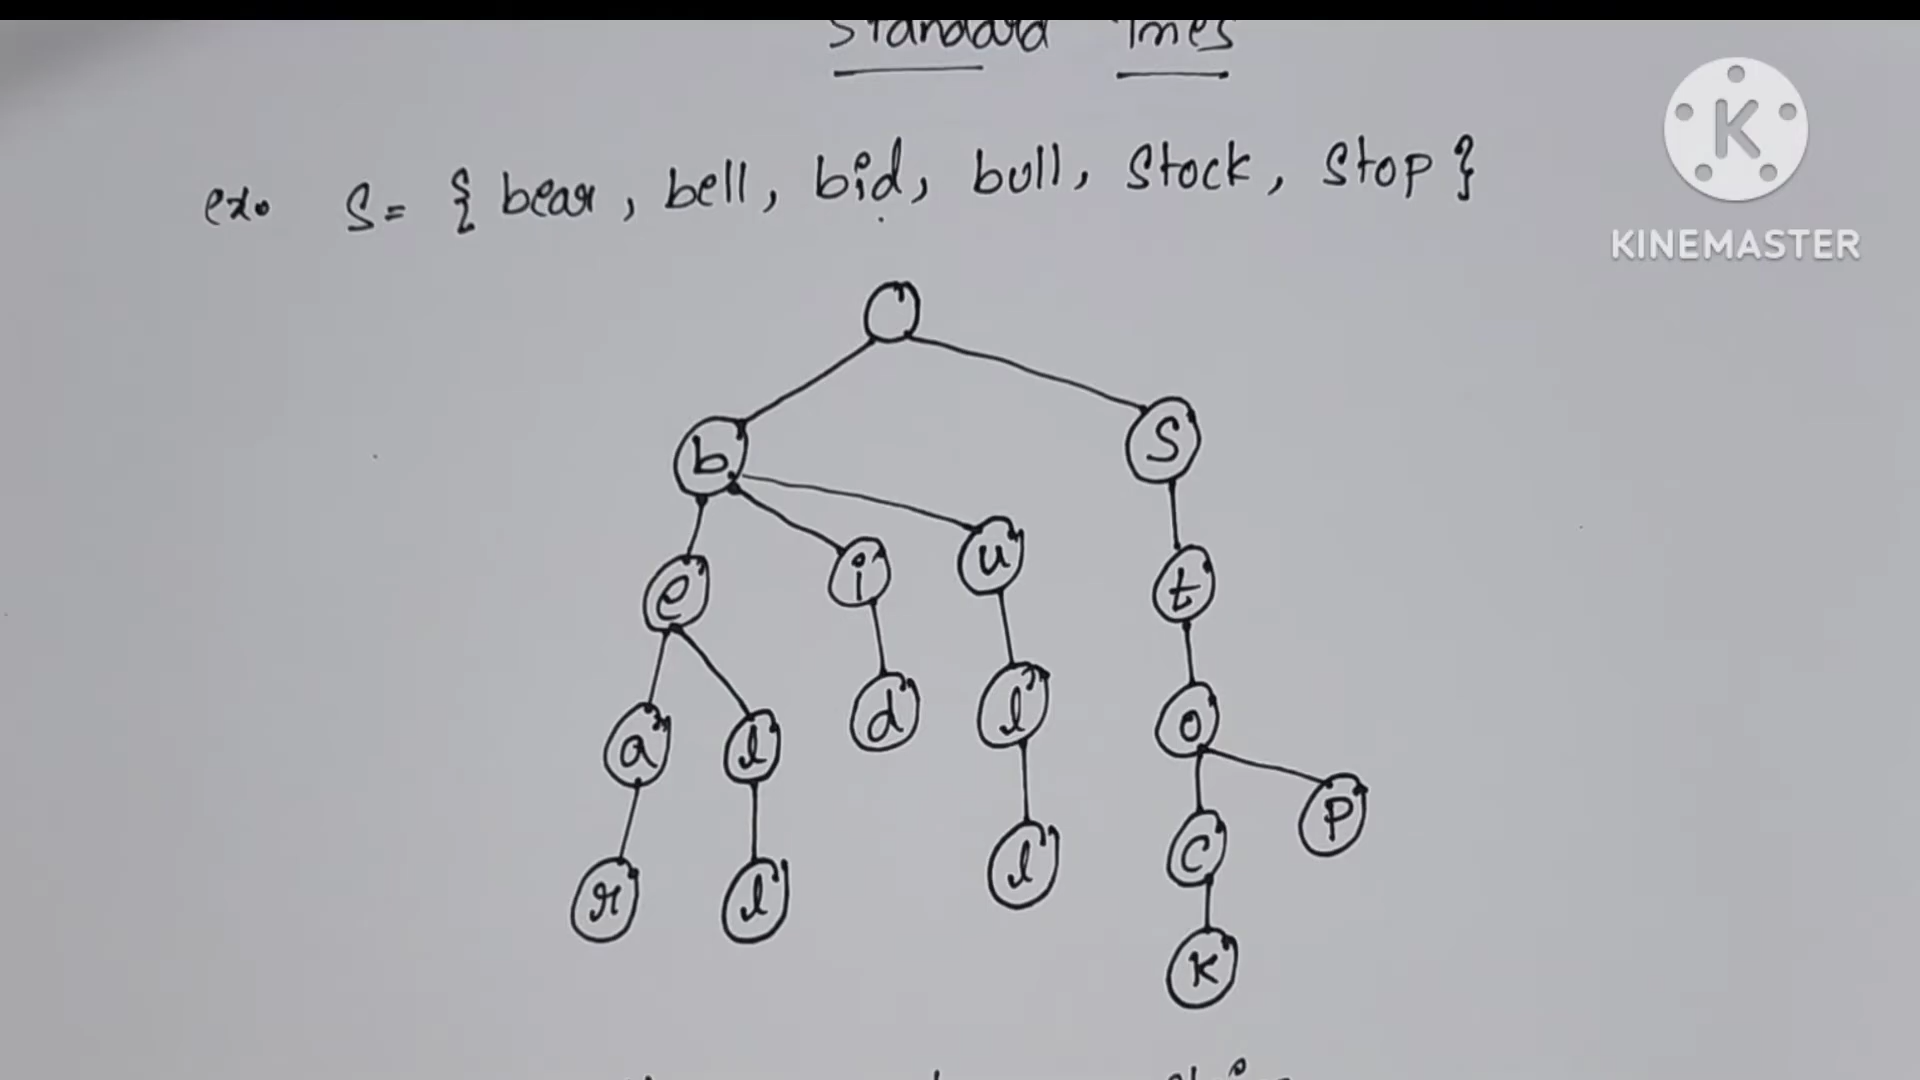 Standard Tries
ex. S = { bear, bell, bid, bull, Stock, Stop }
K
KINEMASTER
b
S
e
i
u
t
a
l
d
l
o
r
l
l
c
P
K